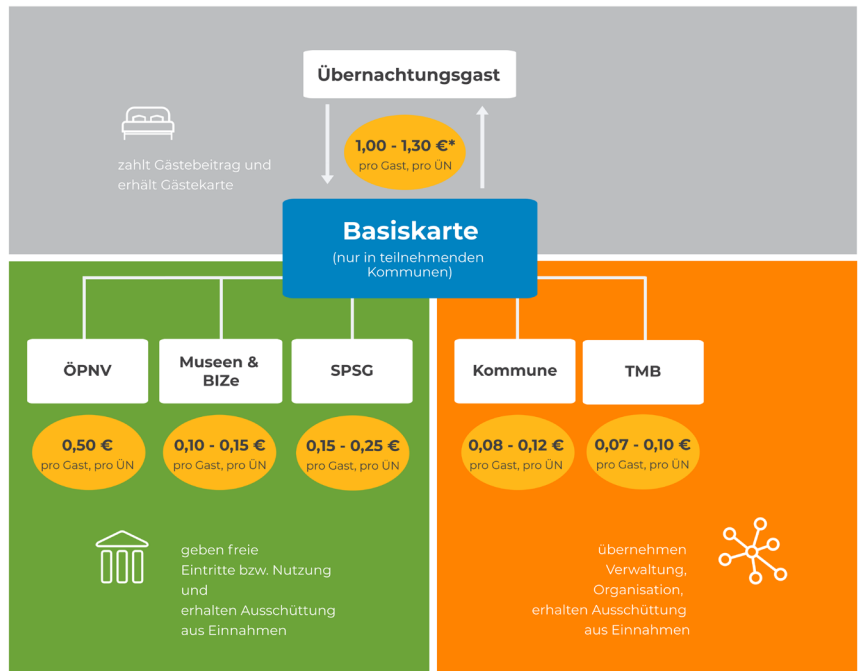 Übernachtungsgast
1,00 - 1,30 €*
pro Gast, pro ÜN
zahlt Gästebeitrag und
erhält Gästekarte
Basiskarte
(nur in teilnehmenden
Kommunen)
ÖPNV
0,50 €
pro Gast, pro ÜN
Museen &
BIZe
0,10 - 0,15 €
pro Gast, pro ÜN
SPSG
0,15 - 0,25 €
pro Gast, pro ÜN
Kommune
0,08 - 0,12 €
pro Gast, pro ÜN
TMB
0,07 - 0,10 €
pro Gast, pro ÜN
geben freie
Eintritte bzw. Nutzung
und
erhalten Ausschüttung
aus Einnahmen
übernehmen
Verwaltung,
Organisation,
erhalten Ausschüttung
aus Einnahmen